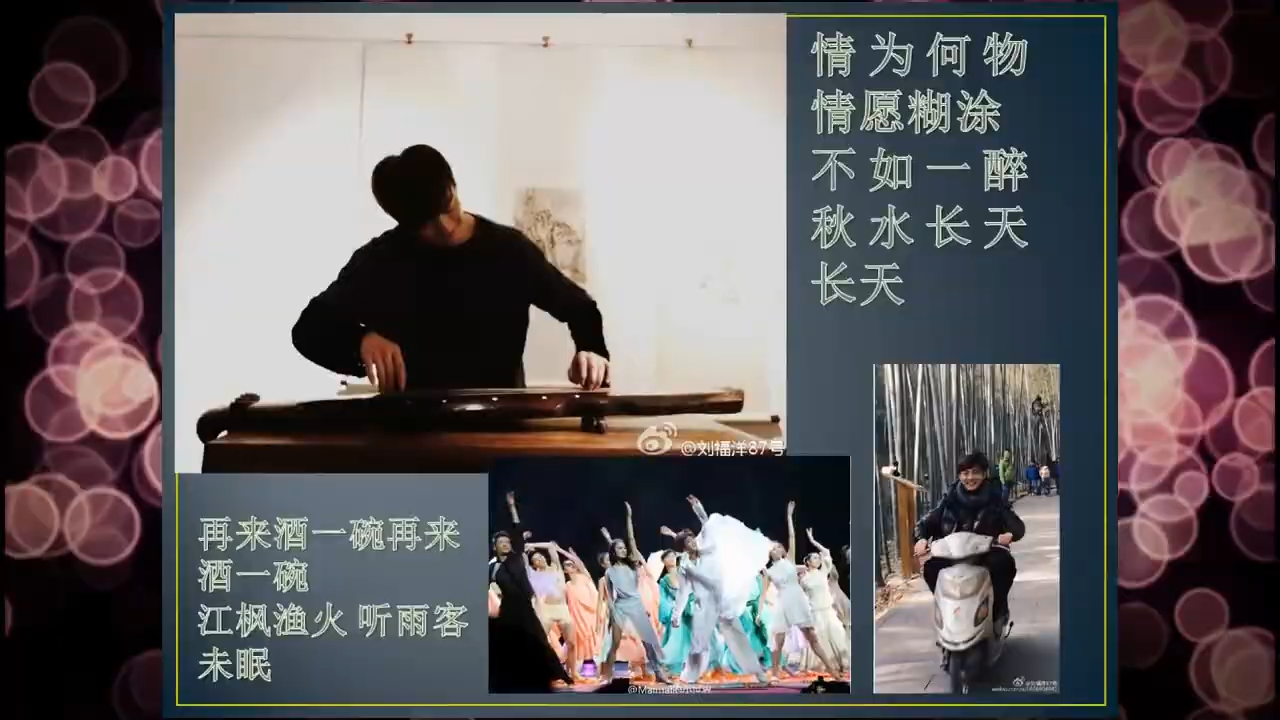 情为何物
情愿糊涂
不如一醉
秋水长天
长天
@刘福洋87号
再来酒一碗再来
酒一碗
江枫渔火 听雨客
未眠